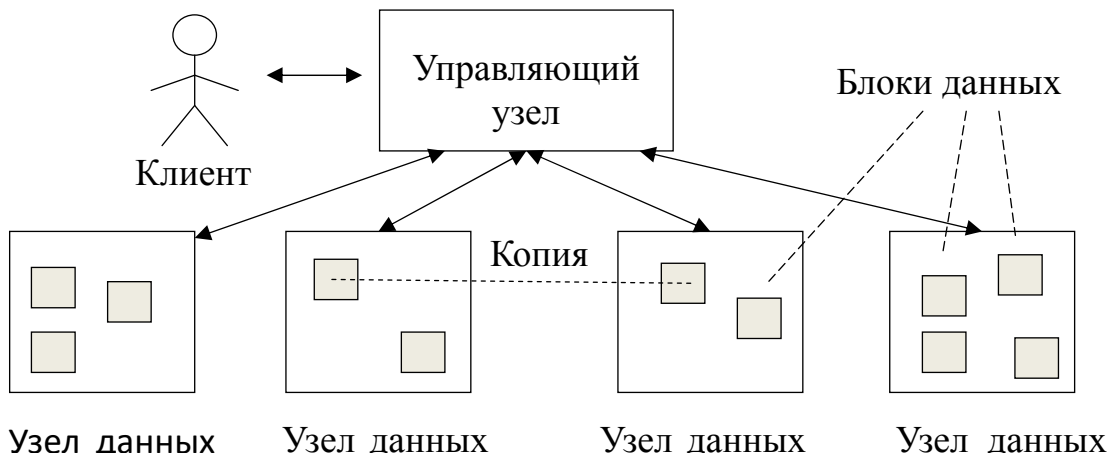 Управляющий
узел
Блоки данных
Клиент
Копия
Узел данных
Узел данных
Узел данных
Узел данных